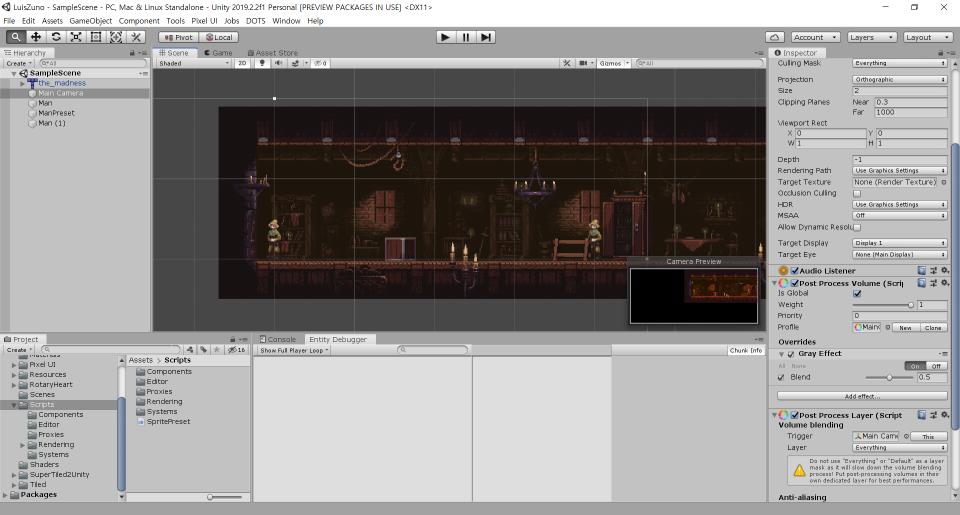 LuisZuno - SampleScene - PC, Mac & Linux Standalone - Unity 2019.2.2f1 Personal [PREVIEW PACKAGES IN USE] <DX11>
File Edit Assets GameObject Component Tools Pixel UI Jobs DOTS Window Help
Pivot Local Account Layers Layout
Hierarchy
Create All
SampleScene
the_madness
Main Camera
Man
ManPreset
Man (1)
Scene Game Asset Store
Shaded 2D 0 Gizmos All
Camera Preview
Inspector
Culling Mask Everything
Projection Orthographic
Size 2
Clipping Planes Near 0.3
Far 1000
Viewport Rect
X 0 Y 0
W 1 H 1
Depth -1
Rendering Path Use Graphics Settings
Target Texture None (Render Texture)
Occlusion Culling
HDR Use Graphics Settings
MSAA Off
Allow Dynamic Resolu
Target Display Display 1
Target Eye None (Main Display)
Audio Listener
Post Process Volume (Scrip
Is Global
Weight 1
Priority 0
Profile Main New Clone
Overrides
Gray Effect
All None On Off
Blend 0.5
Add effect...
Post Process Layer (Script
Volume blending
Trigger Main Came This
Layer Everything
Do not use "Everything" or "Default" as a layer
mask as it will slow down the volume blending
process! Put post-processing volumes in their
own dedicated layer for best performances.
Anti-aliasing
Project
Create 16
Materials
Pixel UI
Resources
RotaryHeart
Scenes
Scripts
Components
Editor
Proxies
Rendering
Systems
Shaders
SuperTiled2Unity
Tiled
Packages
Assets > Scripts
Components
Editor
Proxies
Rendering
Systems
SpritePreset
Console Entity Debugger
Show Full Player Loop Chunk Info